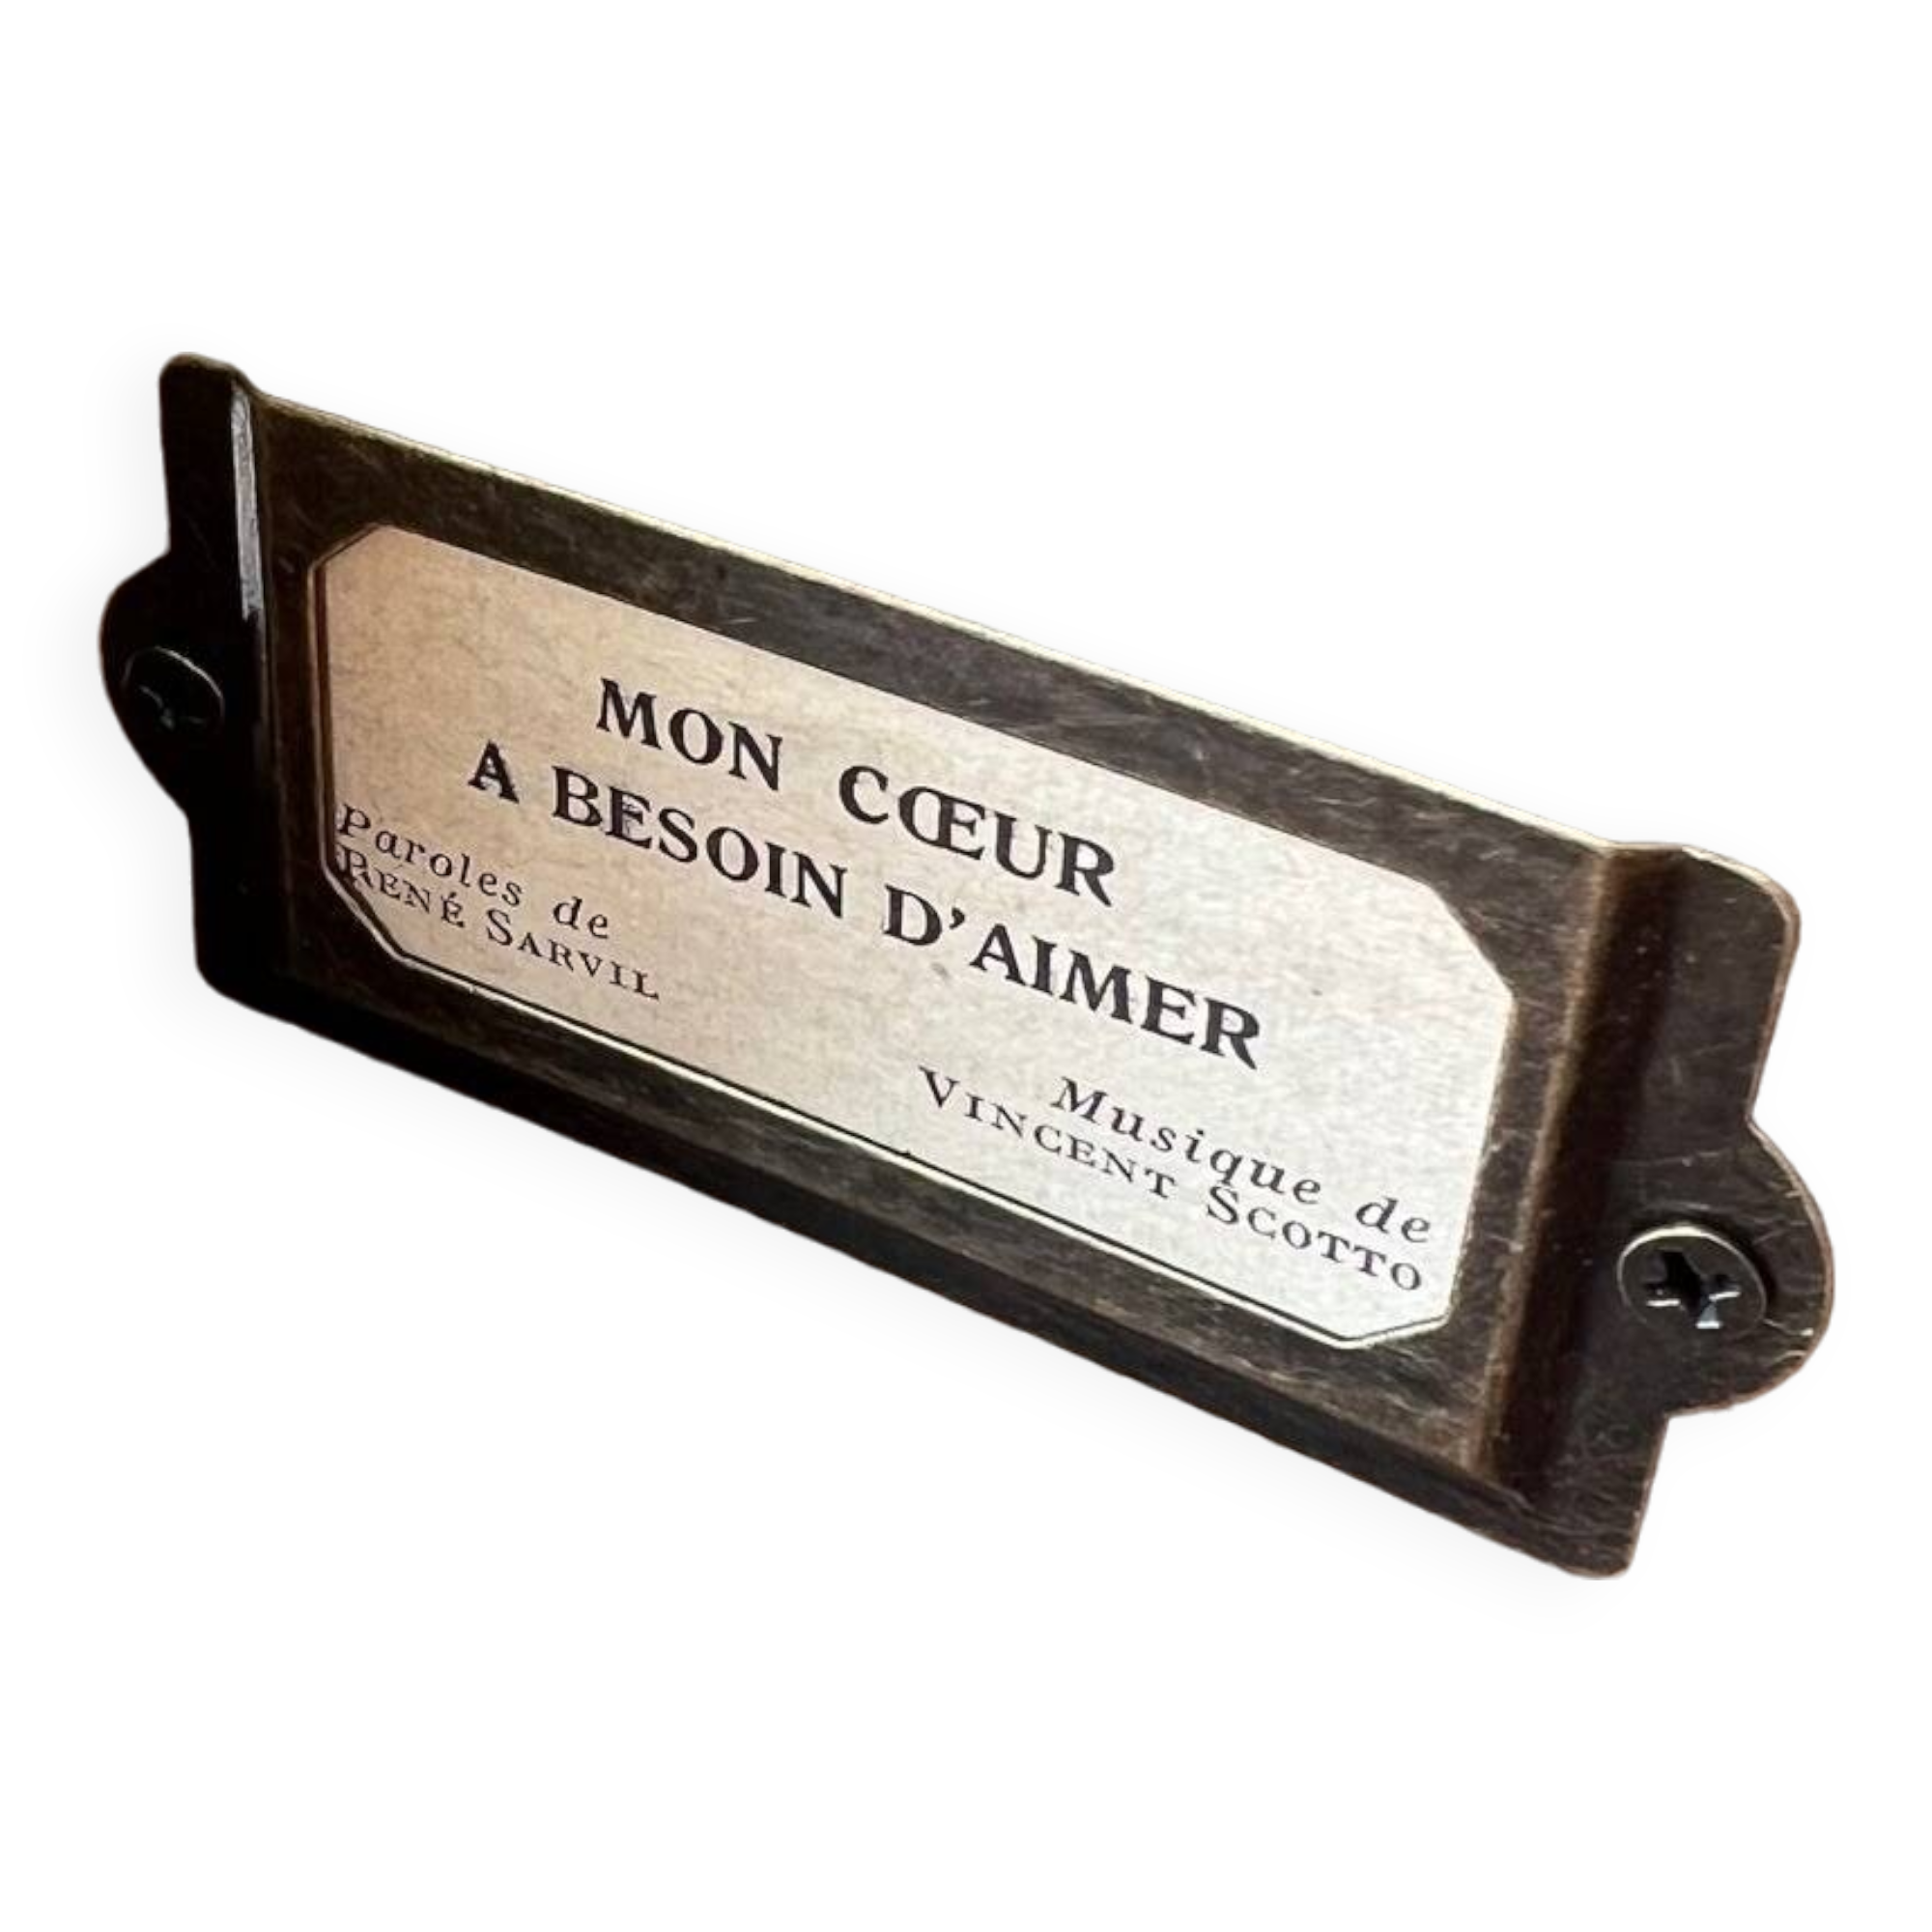 MON CŒUR
A BESOIN D'AIMER
Paroles de
RENÉ SARVIL
Musique de
VINCENT SCOTTO